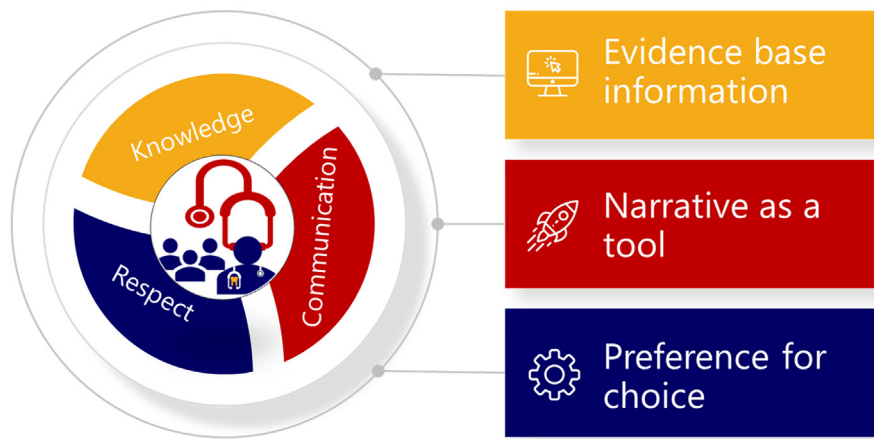 Knowledge
Communication
Respect
Evidence base
information
Narrative as a
tool
Preference for
choice